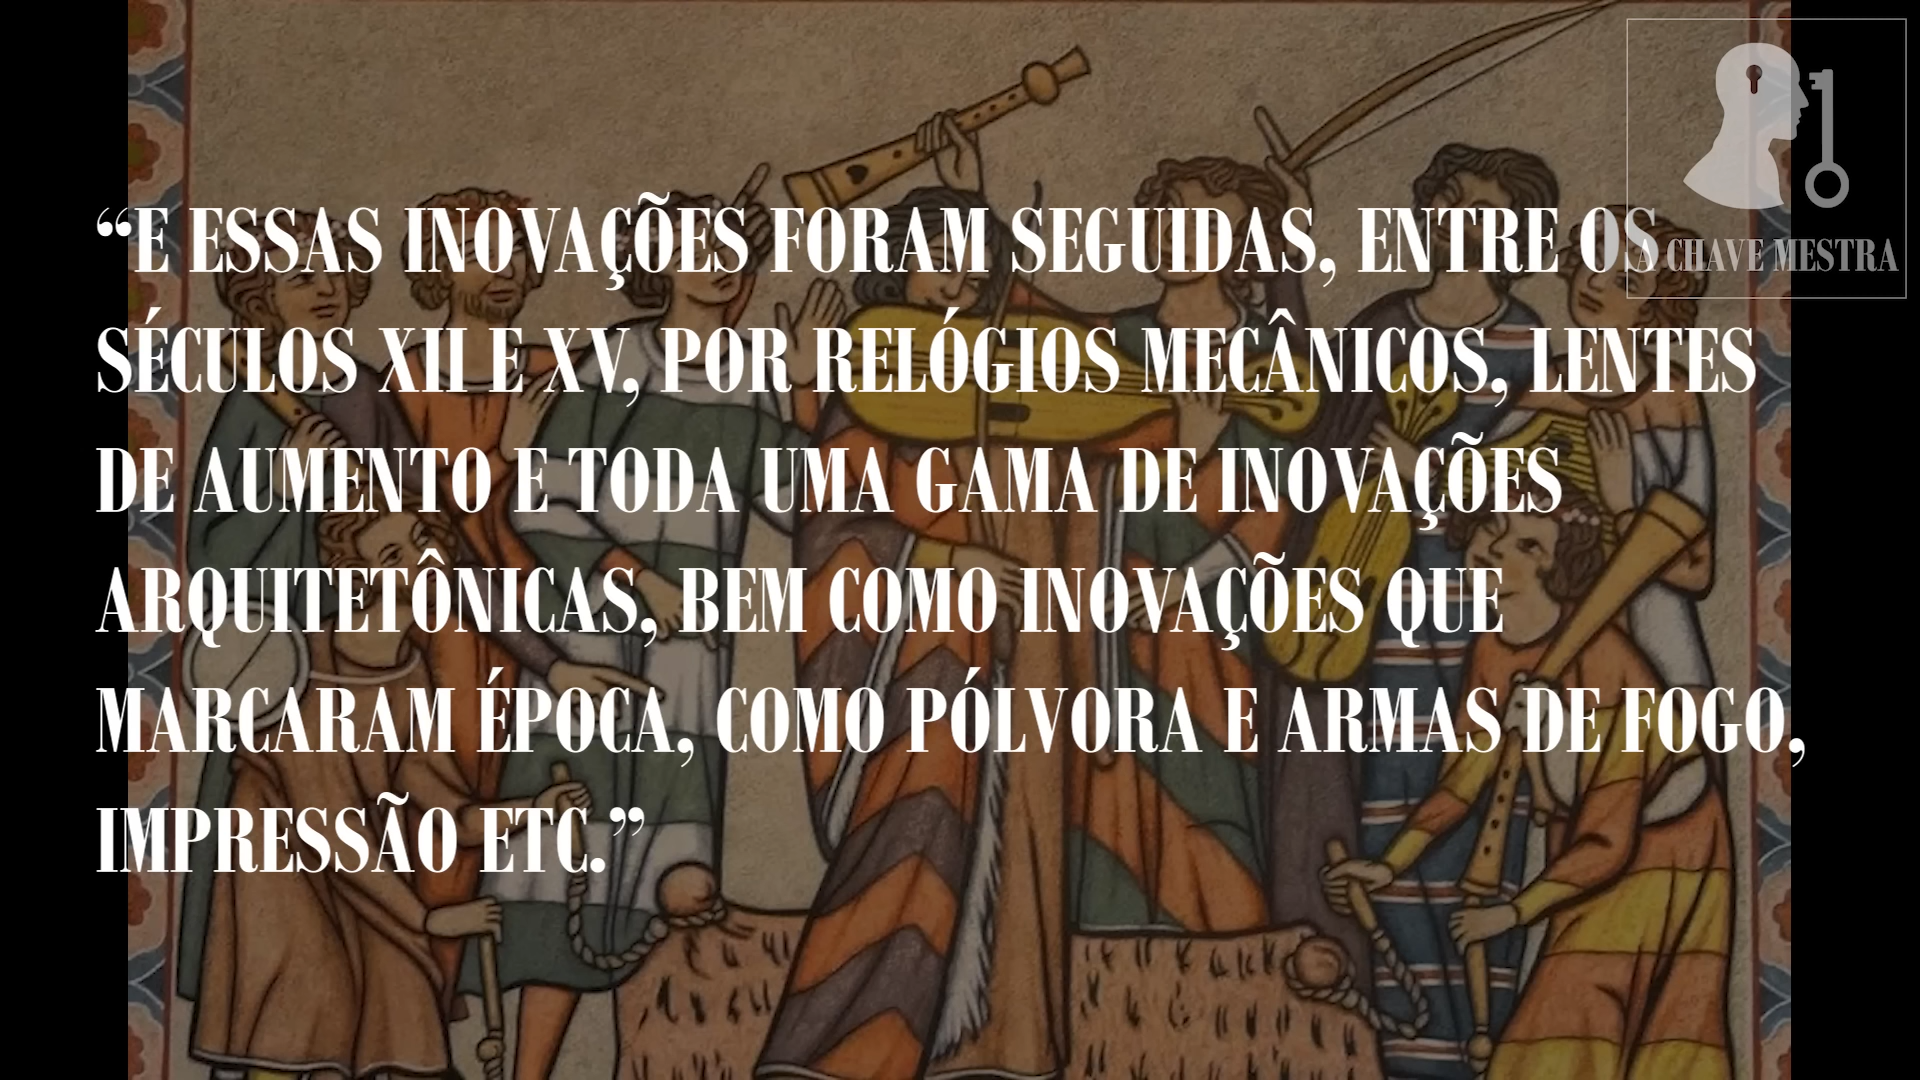 “E ESSAS INOVAÇÕES FORAM SEGUIDAS, ENTRE OS
SÉCULOS XII E XV, POR RELÓGIOS MECÂNICOS, LENTES
DE AUMENTO E TODA UMA GAMA DE INOVAÇÕES
ARQUITETÔNICAS, BEM COMO INOVAÇÕES QUE
MARCARAM ÉPOCA, COMO PÓLVORA E ARMAS DE FOGO,
IMPRESSÃO ETC.”
A CHAVE MESTRA